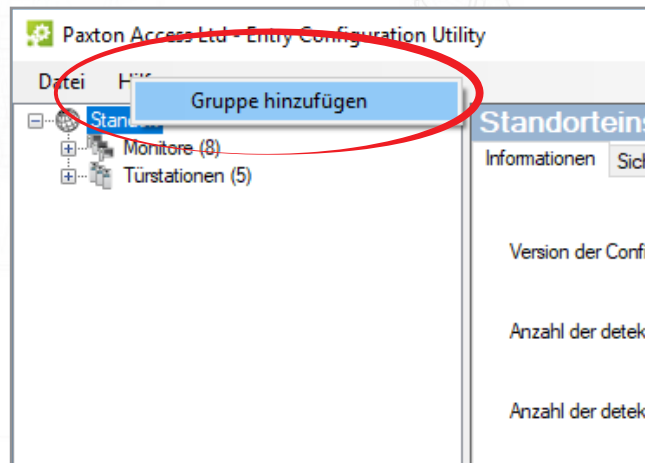 Paxton Access Ltd - Entry Configuration Utility
Datei
Gruppe hinzufügen
Monitore (8)
Türstationen (5)
Standorteins
Informationen
Version der Confi
Anzahl der detek
Anzahl der detek